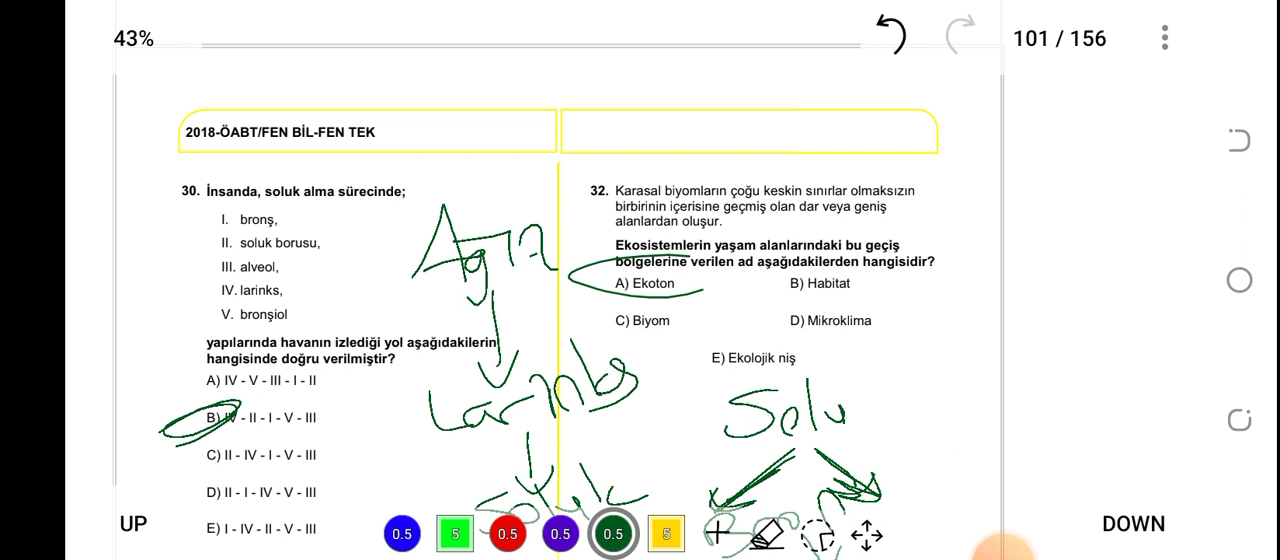 43%
101 / 156
2018-ÖABT/FEN BİL-FEN TEK
30. İnsanda, soluk alma sürecinde;
I. bronş,
II. soluk borusu,
III. alveol,
IV. larinks,
V. bronşiol
yapılarında havanın izlediği yol aşağıdakilerin
hangisinde doğru verilmiştir?
A) IV - V - III - I - II
B) IV - II - I - V - III
C) II - IV - I - V - III
D) II - I - IV - V - III
E) I - IV - II - V - III
Ağız
Larinks
Soluk
32. Karasal biyomların çoğu keskin sınırlar olmaksızın
birbirinin içerisine geçmiş olan dar veya geniş
alanlardan oluşur.
Ekosistemlerin yaşam alanlarındaki bu geçiş
bölgelerine verilen ad aşağıdakilerden hangisidir?
A) Ekoton
B) Habitat
C) Biyom
D) Mikroklima
E) Ekolojik niş
Solu
UP
0.5
5
0.5
0.5
0.5
5
DOWN